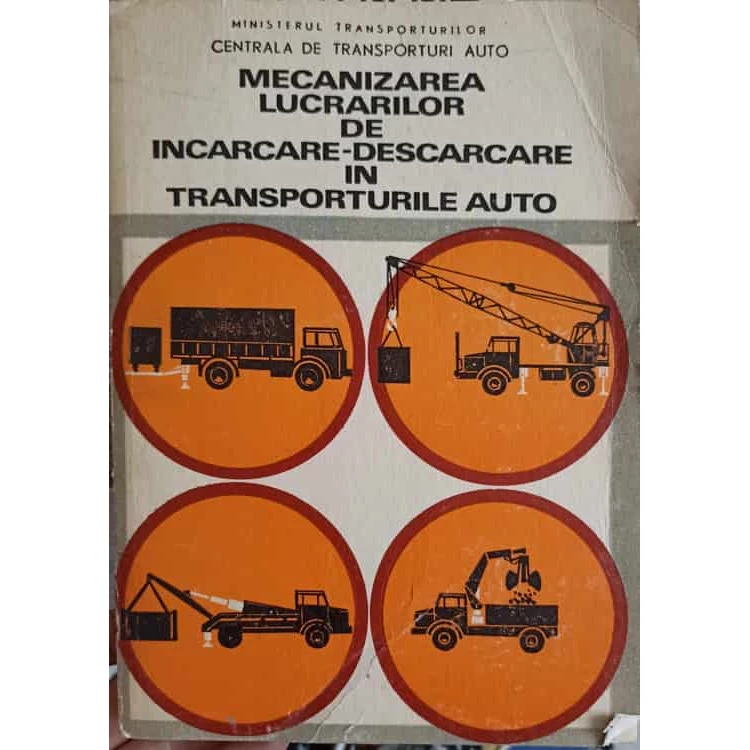 MINISTERUL TRANSPORTURILOR
CENTRALA DE TRANSPORTURI AUTO
MECANIZAREA
LUCRARILOR
DE
INCARCARE-DESCARCARE
IN
TRANSPORTURILE AUTO